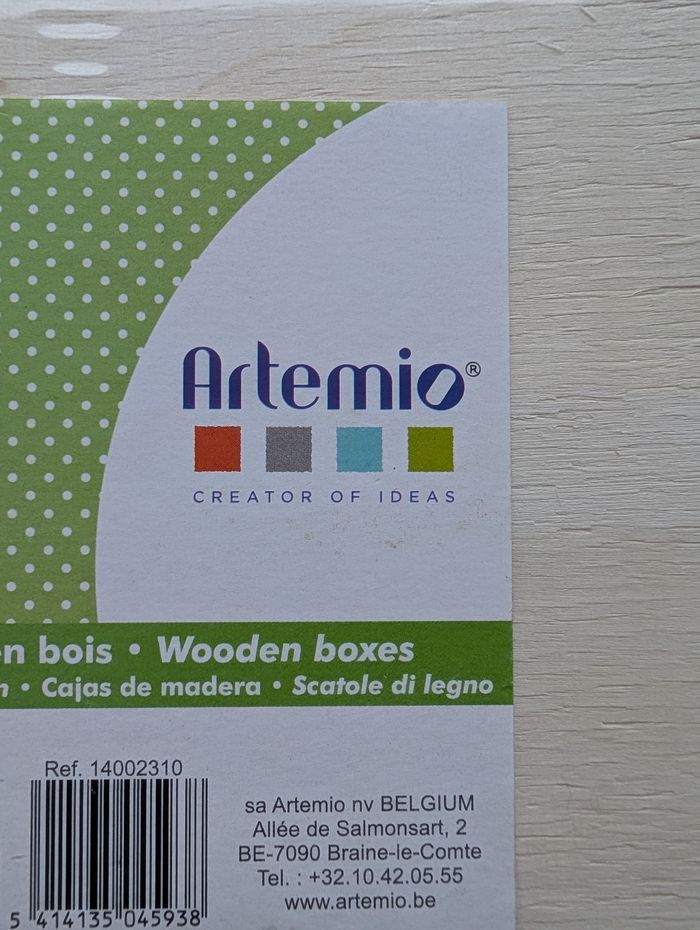 Artemio®
CREATOR OF IDEAS
en bois • Wooden boxes
• Cajas de madera • Scatole di legno
Ref. 14002310
sa Artemio nv BELGIUM
Allée de Salmonsart, 2
BE-7090 Braine-le-Comte
Tel. : +32.10.42.05.55
www.artemio.be
5 414135 045938